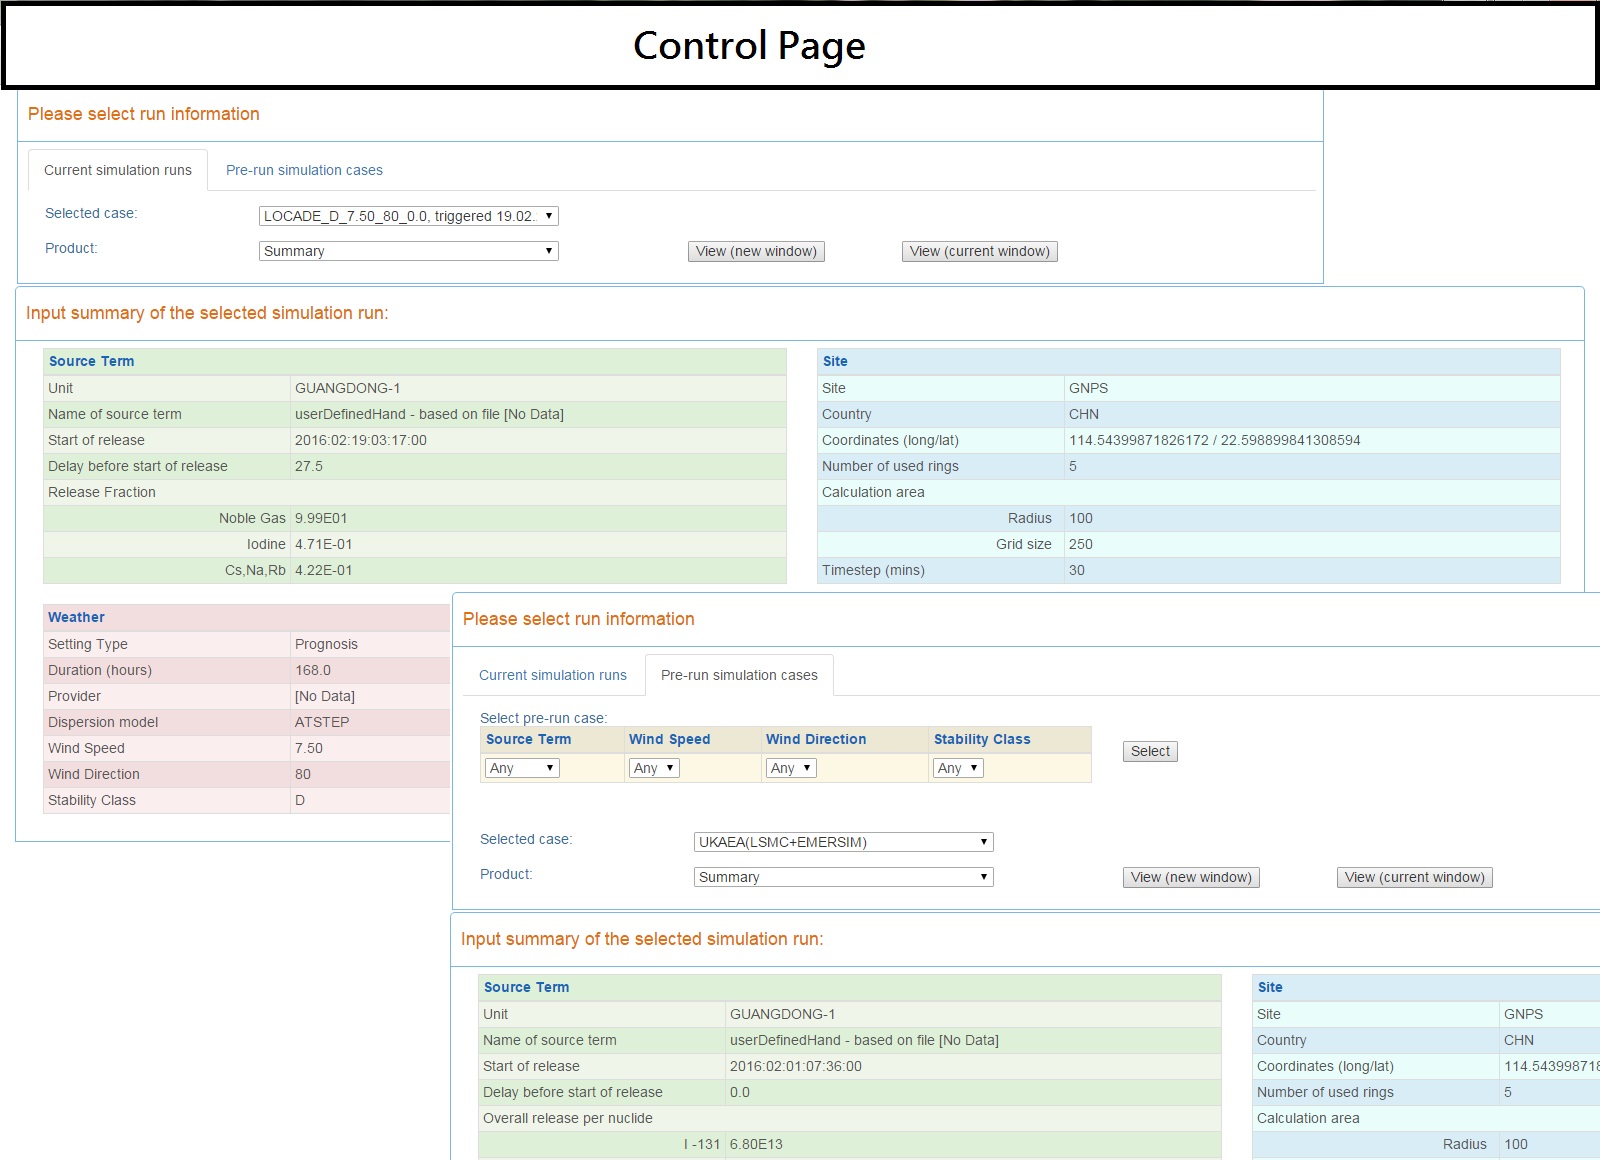 Control Page
Please select run information
Current simulation runs Pre-run simulation cases
Selected case: LOCADE_D_7.50_80_0.0, triggered 19.02.
Product: Summary View (new window) View (current window)
Input summary of the selected simulation run:
Source Term
Unit GUANGDONG-1
Name of source term userDefinedHand - based on file [No Data]
Start of release 2016:02:19:03:17:00
Delay before start of release 27.5
Release Fraction
Noble Gas 9.99E01
Iodine 4.71E-01
Cs,Na,Rb 4.22E-01
Site
Site GNPS
Country CHN
Coordinates (long/lat) 114.54399871826172 / 22.598899841308594
Number of used rings 5
Calculation area
Radius 100
Grid size 250
Timestep (mins) 30
Weather
Setting Type Prognosis
Duration (hours) 168.0
Provider [No Data]
Dispersion model ATSTEP
Wind Speed 7.50
Wind Direction 80
Stability Class D
Please select run information
Current simulation runs Pre-run simulation cases
Select pre-run case:
Source Term Wind Speed Wind Direction Stability Class
Any Any Any Any Select
Selected case: UKAEA(LSMC+EMERSIM)
Product: Summary View (new window) View (current window)
Input summary of the selected simulation run:
Source Term
Unit GUANGDONG-1
Name of source term userDefinedHand - based on file [No Data]
Start of release 2016:02:01:07:36:00
Delay before start of release 0.0
Overall release per nuclide
I -131 6.80E13
Site
Site GNPS
Country CHN
Coordinates (long/lat) 114.543998718
Number of used rings 5
Calculation area
Radius 100